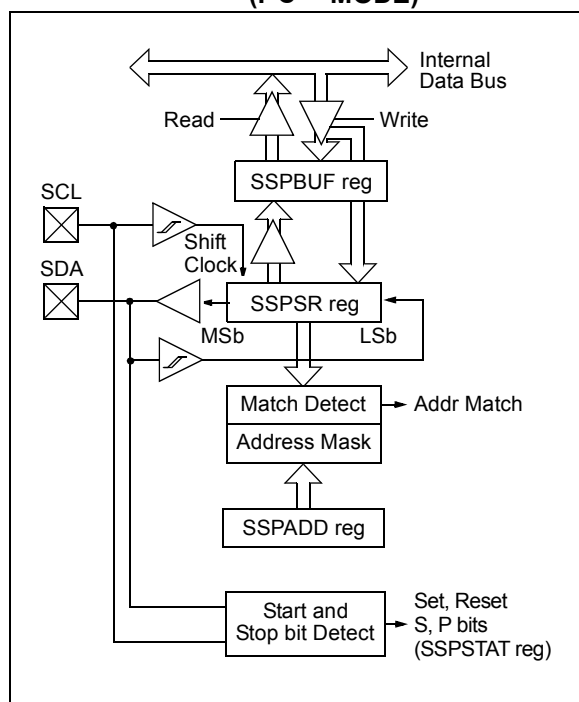 MODE)
Internal
Data Bus
Read
Write
SSPBUF reg
SCL
Shift
Clock
SDA
SSPSR reg
MSb
LSb
Match Detect
Addr Match
Address Mask
SSPADD reg
Start and
Stop bit Detect
Set, Reset
S, P bits
(SSPSTAT reg)